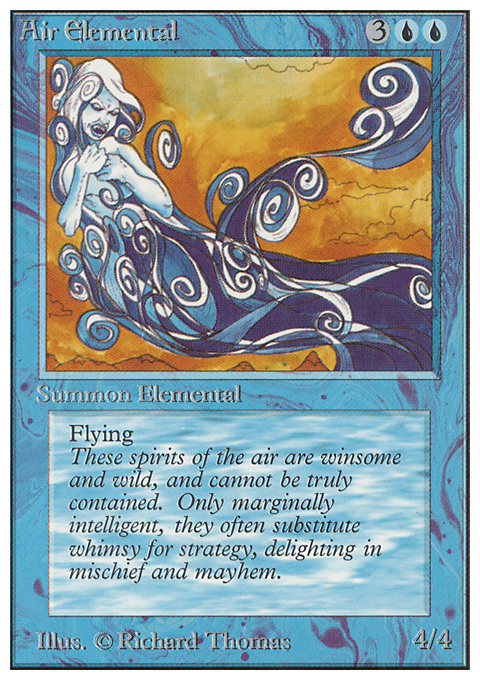 Air Elemental 3
Summon Elemental
Flying
These spirits of the air are winsome
and wild, and cannot be truly
contained. Only marginally
intelligent, they often substitute
whimsy for strategy, delighting in
mischief and mayhem.
Illus. © Richard Thomas 4/4